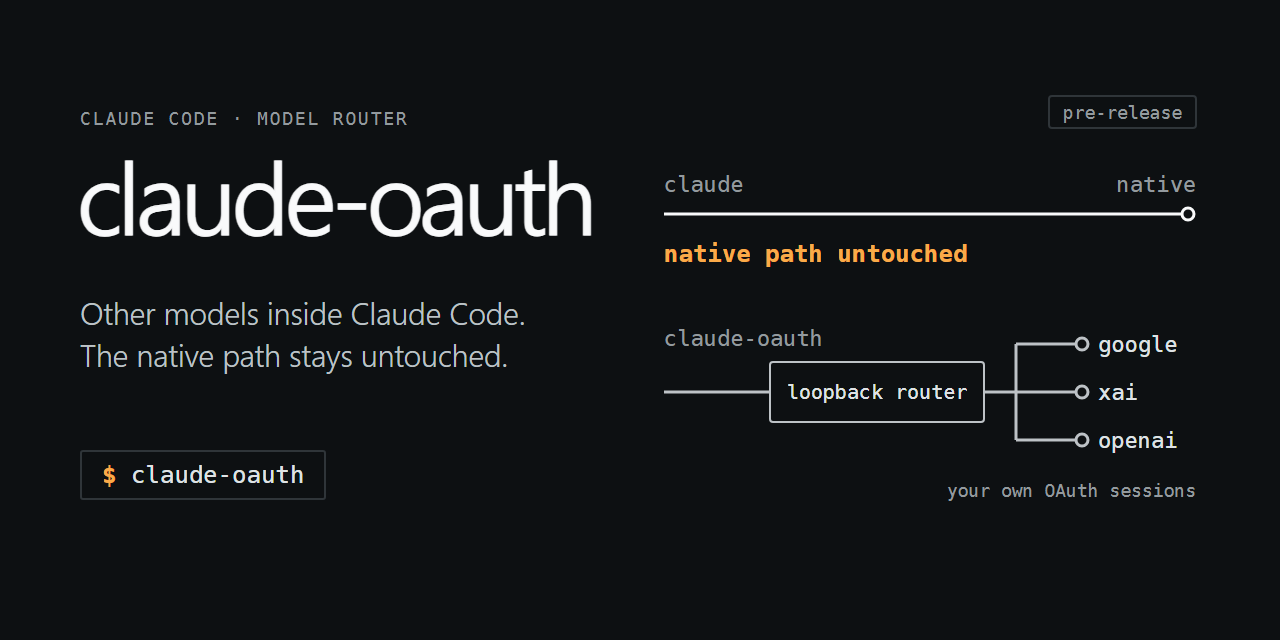 CLAUDE CODE · MODEL ROUTER
claude-oauth
Other models inside Claude Code.
The native path stays untouched.
$ claude-oauth
pre-release
claude native
native path untouched
claude-oauth
loopback router
google
xai
openai
your own OAuth sessions